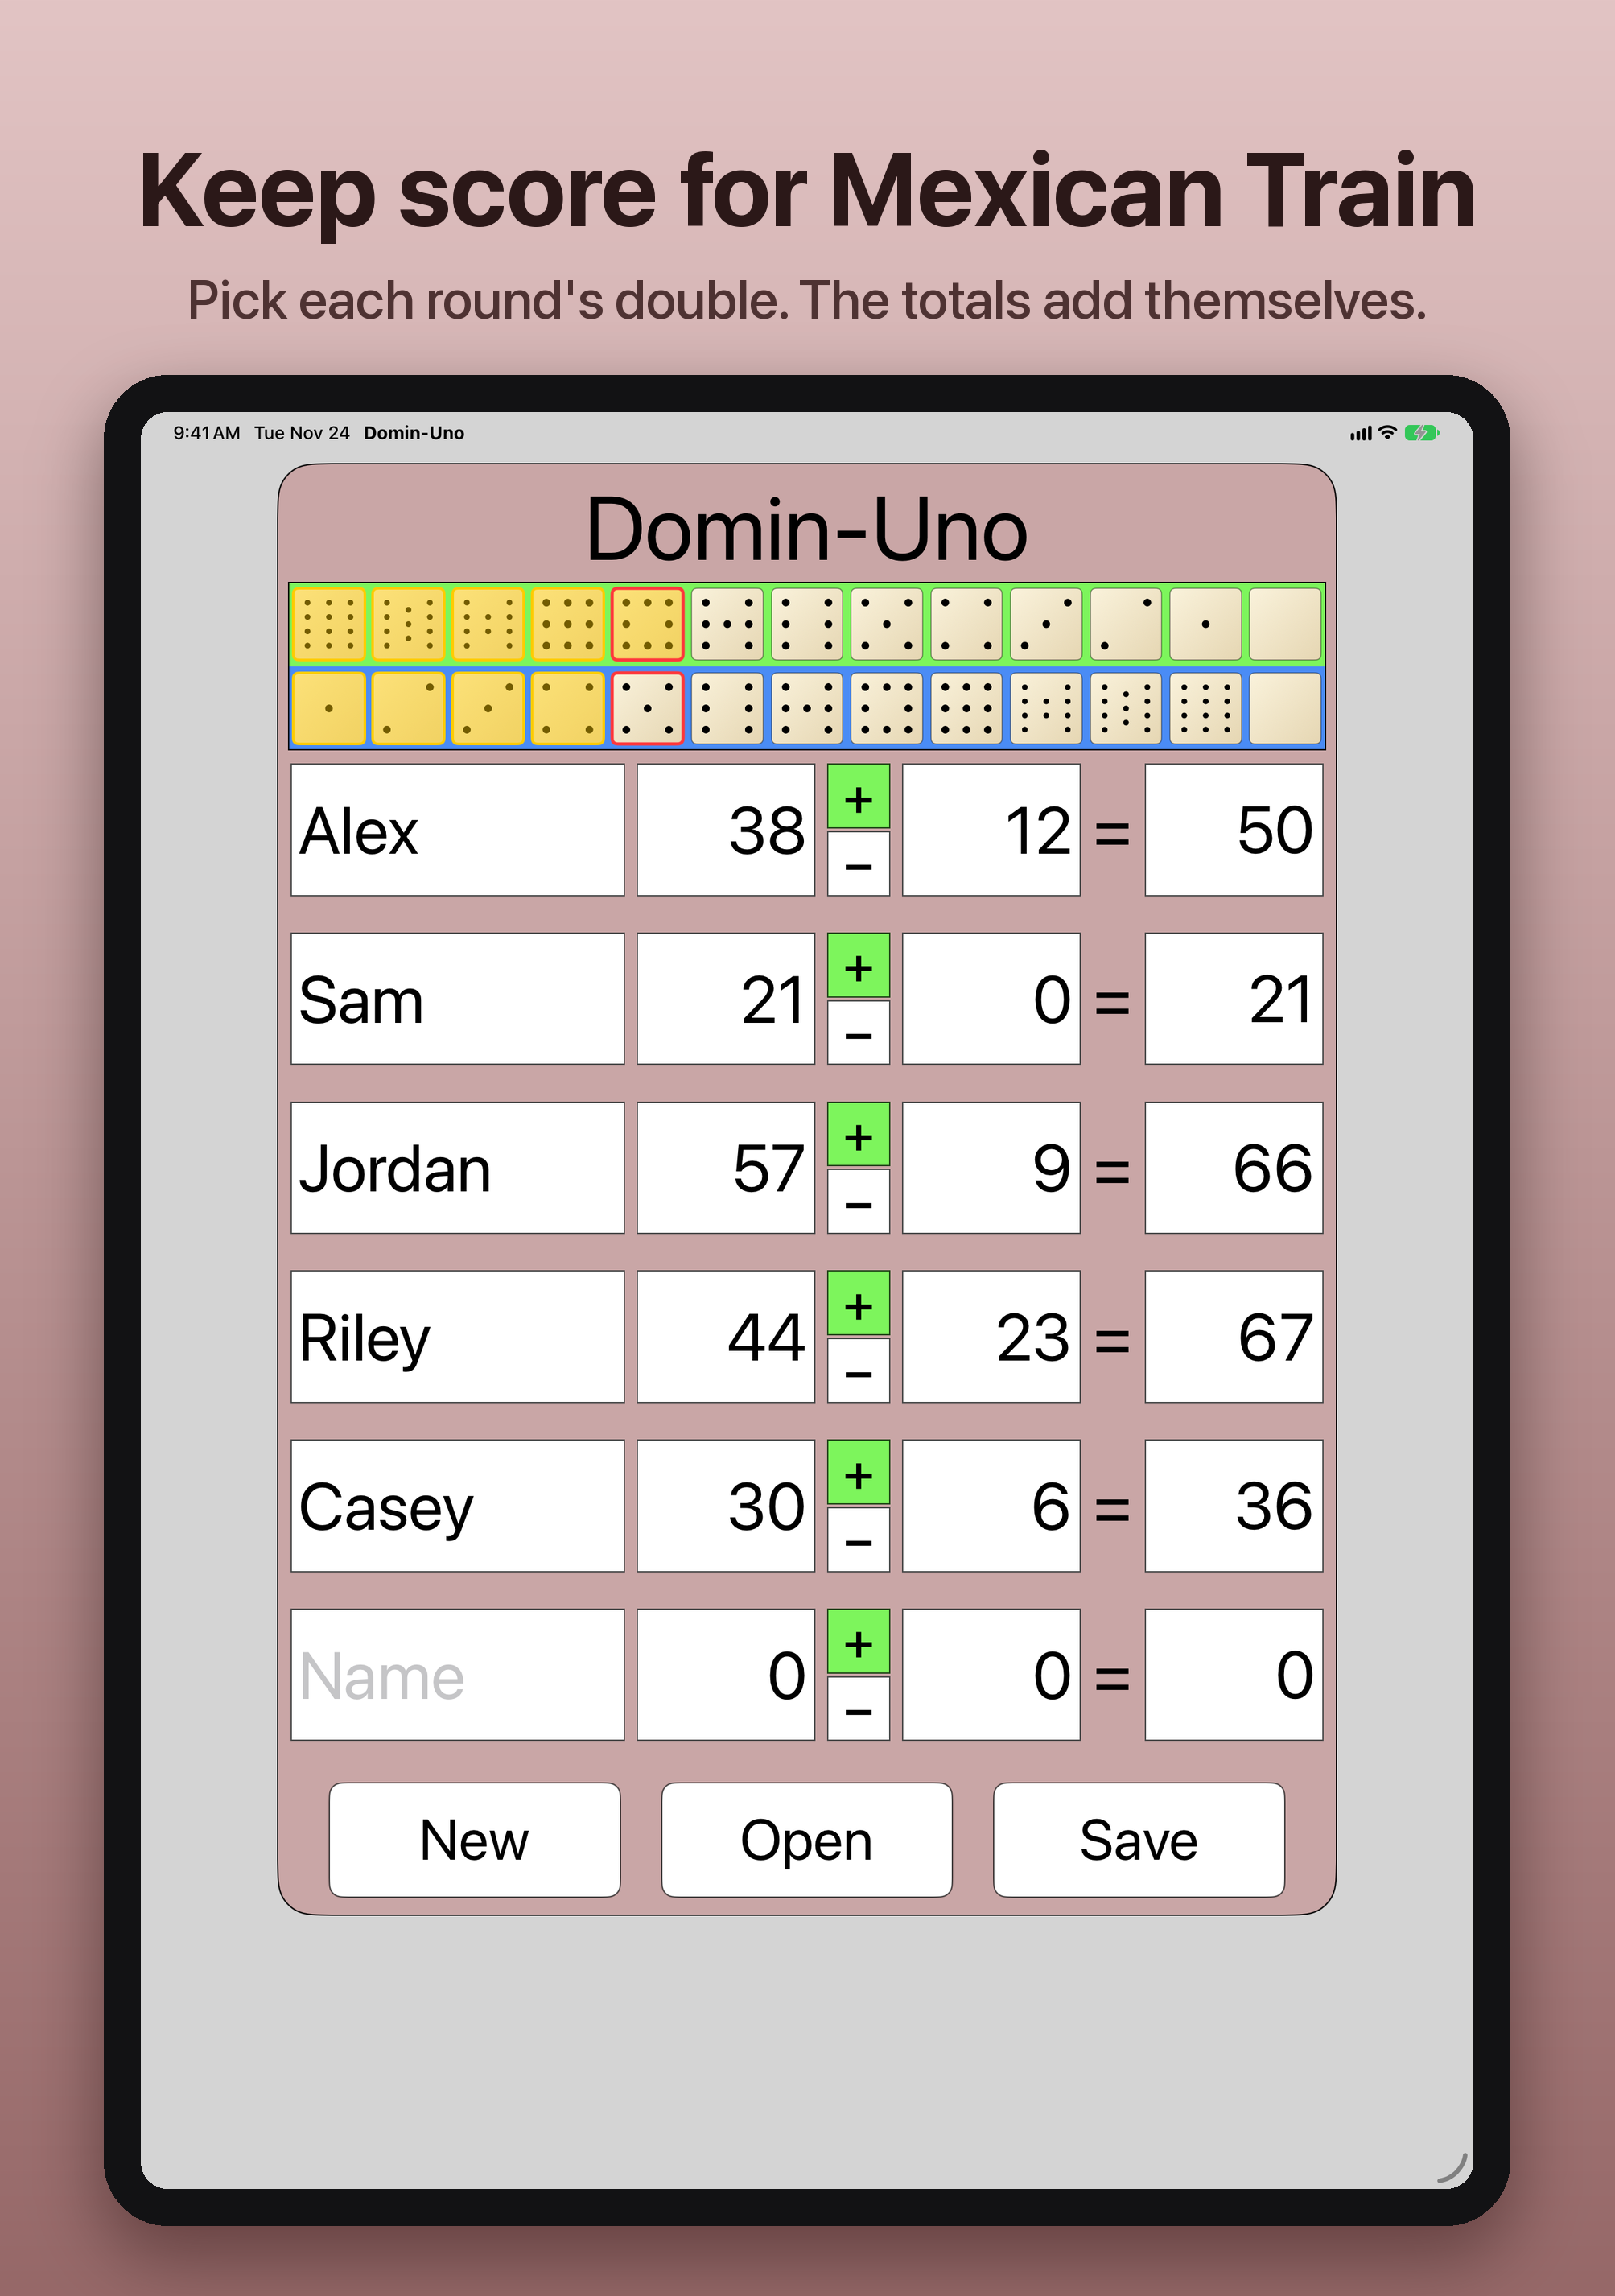 Keep score for Mexican Train
Pick each round's double. The totals add themselves.
9:41 AM Tue Nov 24 Domin-Uno
Domin-Uno
Alex 38 + − 12 = 50
Sam 21 + − 0 = 21
Jordan 57 + − 9 = 66
Riley 44 + − 23 = 67
Casey 30 + − 6 = 36
Name 0 + − 0 = 0
New Open Save